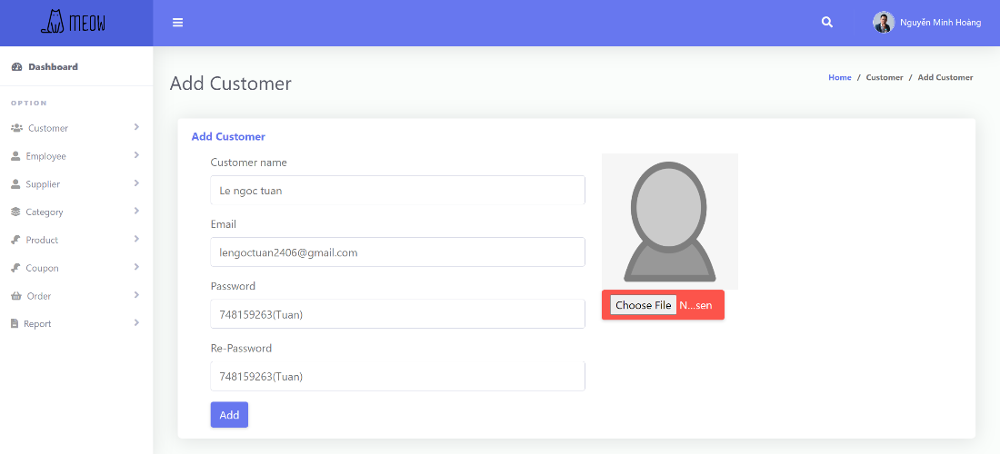 MEOW
Nguyễn Minh Hoàng
Dashboard
Add Customer
Home / Customer / Add Customer
OPTION
Customer
Employee
Supplier
Category
Product
Coupon
Order
Report
Add Customer
Customer name
Le ngoc tuan
Email
lengoctuan2406@gmail.com
Password
748159263(Tuan)
Re-Password
748159263(Tuan)
Add
Choose File N...sen